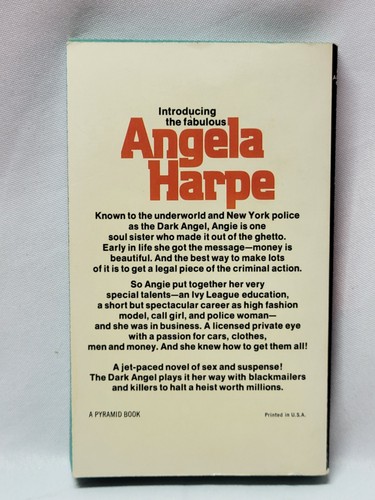 Introducing
the fabulous
Angela
Harpe
Known to the underworld and New York police
as the Dark Angel, Angie is one
soul sister who made it out of the ghetto.
Early in life she got the message—money is
beautiful. And the best way to make lots
of it is to get a legal piece of the criminal action.
So Angie put together her very
special talents—an Ivy League education,
a short but spectacular career as high fashion
model, call girl, and police woman—
and she was in business. A licensed private eye
with a passion for cars, clothes,
men and money. And she knew how to get them all!
A jet-paced novel of sex and suspense!
The Dark Angel plays it her way with blackmailers
and killers to halt a heist worth millions.
A PYRAMID BOOK
Printed in U.S.A.